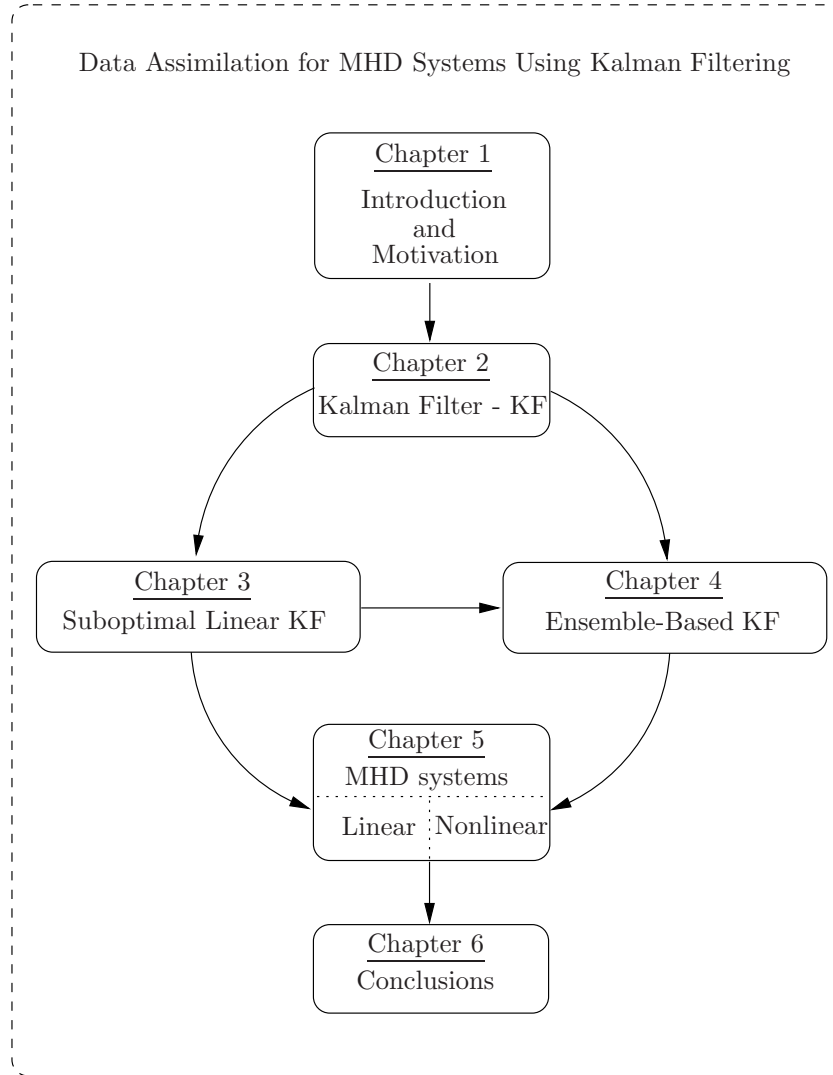 Data Assimilation for MHD Systems Using Kalman Filtering
Chapter 1
Introduction
and
Motivation
Chapter 2
Kalman Filter - KF
Chapter 3
Suboptimal Linear KF
Chapter 4
Ensemble-Based KF
Chapter 5
MHD systems
Linear
Nonlinear
Chapter 6
Conclusions